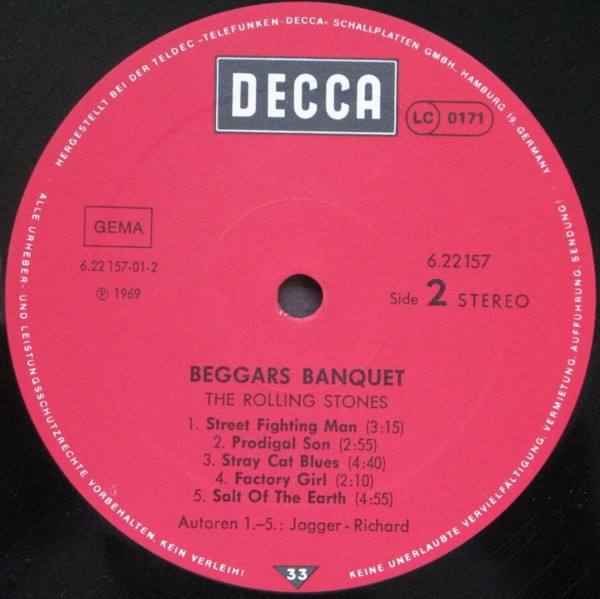 HERGESTELLT BEI DER TELDEC »TELEFUNKEN-DECCA« SCHALLPLATTEN GMBH., HAMBURG 19, GERMANY
DECCA
LC 0171
GEMA
6.22157-01-2
Ⓟ 1969
6.22157
Side 2 STEREO
BEGGARS BANQUET
THE ROLLING STONES
1. Street Fighting Man (3:15)
2. Prodigal Son (2:55)
3. Stray Cat Blues (4:40)
4. Factory Girl (2:10)
5. Salt Of The Earth (4:55)
Autoren 1.–5.: Jagger - Richard
33
ALLE URHEBER- UND LEISTUNGSSCHUTZRECHTE VORBEHALTEN. KEIN VERLEIH!
KEINE UNERLAUBTE VERVIELFÄLTIGUNG, VERMIETUNG, AUFFÜHRUNG, SENDUNG!